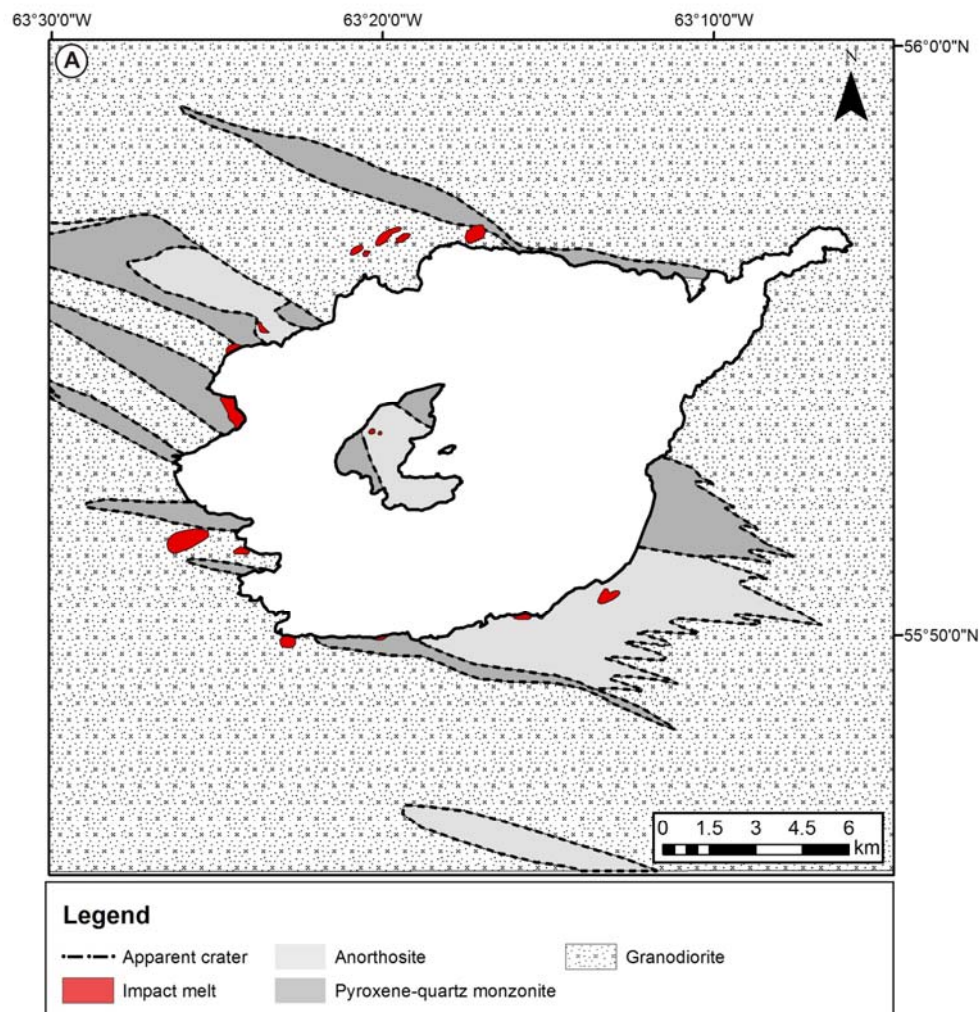 63°30'0"W 63°20'0"W 63°10'0"W
A
N
56°0'0"N
55°50'0"N
0 1.5 3 4.5 6
km
Legend
Apparent crater
Anorthosite
Granodiorite
Impact melt
Pyroxene-quartz monzonite